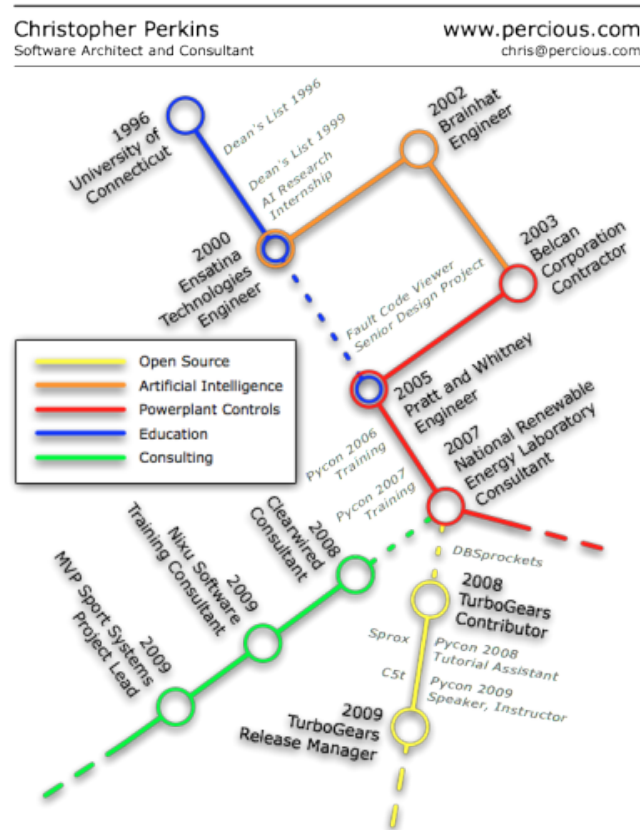 Christopher Perkins
www.percious.com
Software Architect and Consultant
chris@percious.com
1996
University of
Connecticut
Dean's List 1996
Dean's List 1999
AI Research
Internship
2002
Brainhat
Engineer
2000
Ensatina
Technologies
Engineer
2003
Belcan
Corporation
Contractor
Fault Code Viewer
Senior Design Project
Open Source
Artificial Intelligence
Powerplant Controls
Education
Consulting
2005
Pratt and Whitney
Engineer
Pycon 2006
Training
Pycon 2007
Training
2007
National Renewable
Energy Laboratory
Consultant
2008
Clearwired
Consultant
2009
Nixu Software
Training Consultant
2009
MVP Sport Systems
Project Lead
DBSprockets
2008
TurboGears
Contributor
Sprox
Pycon 2008
Tutorial Assistant
C5t
Pycon 2009
Speaker, Instructor
2009
TurboGears
Release Manager